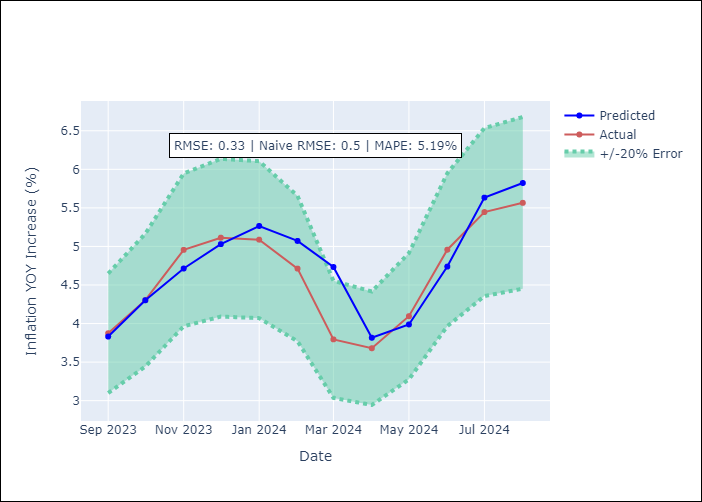 RMSE: 0.33 | Naive RMSE: 0.5 | MAPE: 5.19%
Predicted
Actual
+/-20% Error
Inflation YOY Increase (%)
6.5
6
5.5
5
4.5
4
3.5
3
Sep 2023
Nov 2023
Jan 2024
Mar 2024
May 2024
Jul 2024
Date